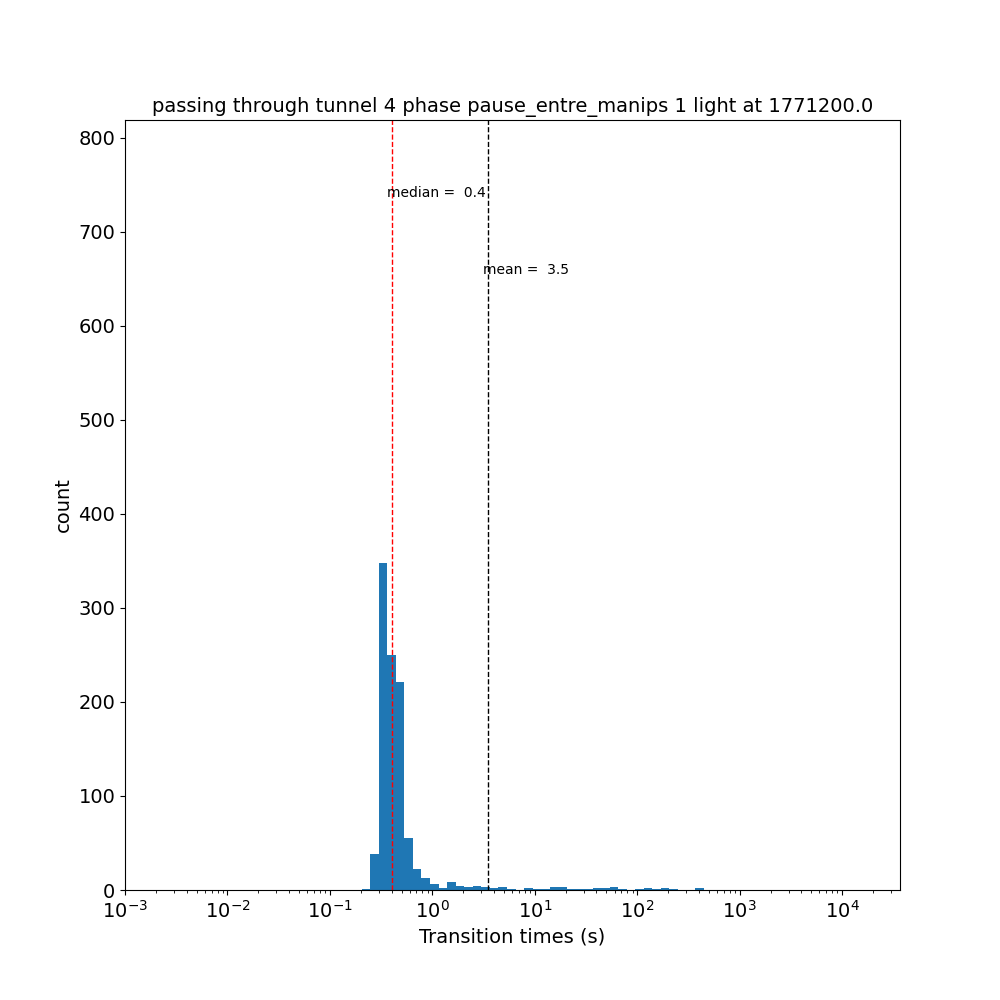 passing through tunnel 4 phase pause_entre_manips 1 light at 1771200.0
800
700
600
500
400
300
200
100
0
median =  0.4
mean =  3.5
count
10⁻³ 10⁻² 10⁻¹ 10⁰ 10¹ 10² 10³ 10⁴
Transition times (s)